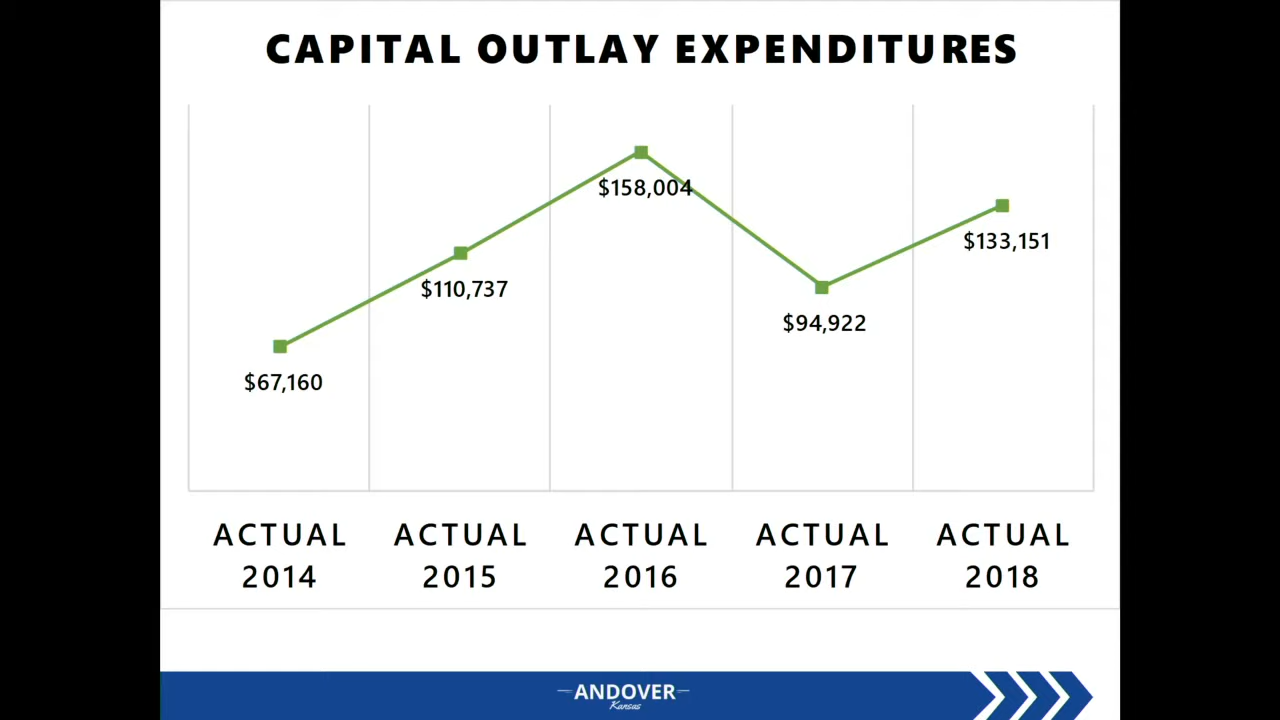 CAPITAL OUTLAY EXPENDITURES
$158,004
$133,151
$110,737
$94,922
$67,160
ACTUAL 2014
ACTUAL 2015
ACTUAL 2016
ACTUAL 2017
ACTUAL 2018
ANDOVER
Kansas